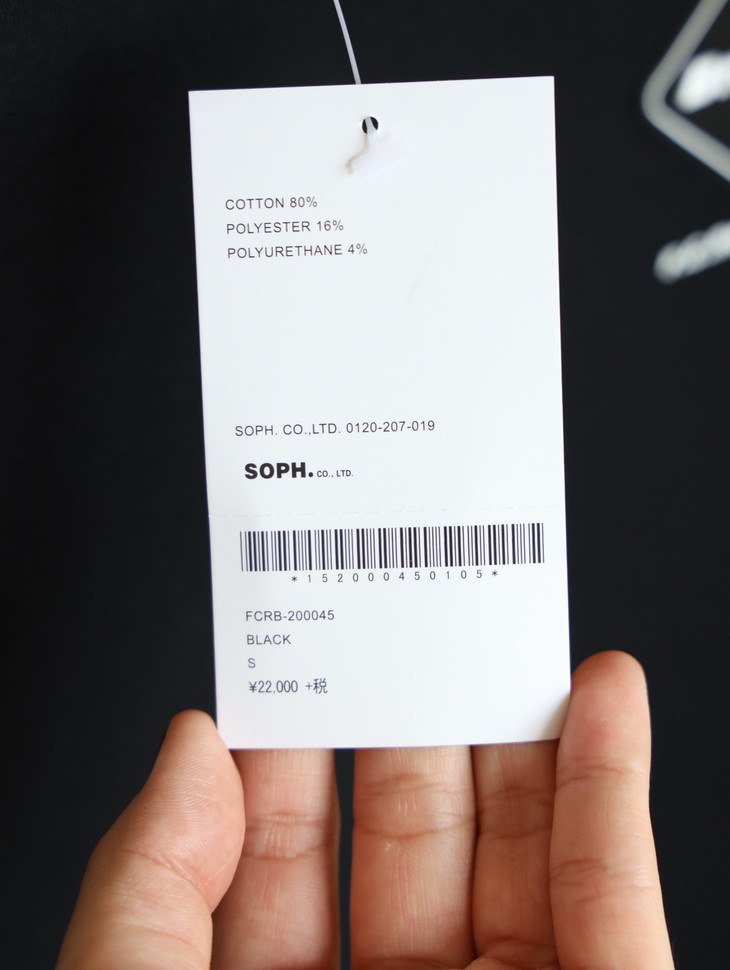 COTTON 80%
POLYESTER 16%
POLYURETHANE 4%
SOPH. CO.,LTD. 0120-207-019
SOPH. CO., LTD.
*152000450105*
FCRB-200045
BLACK
S
¥22,000 +税